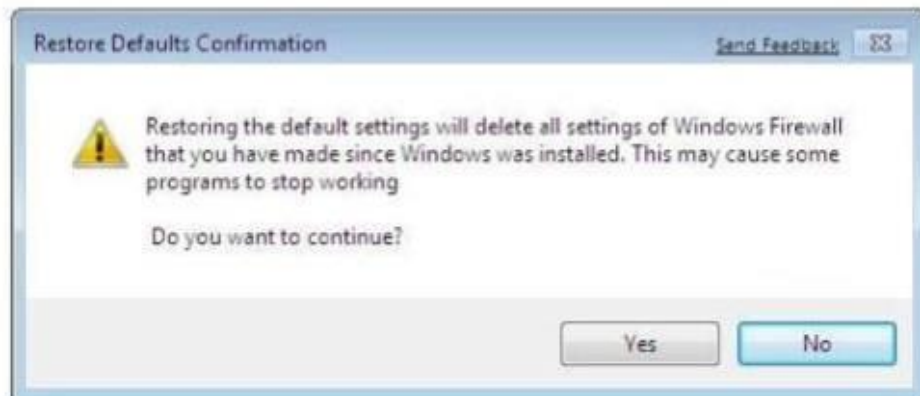 Restore Defaults Confirmation
Send Feedback
Restoring the default settings will delete all settings of Windows Firewall
that you have made since Windows was installed. This may cause some
programs to stop working
Do you want to continue?
Yes
No